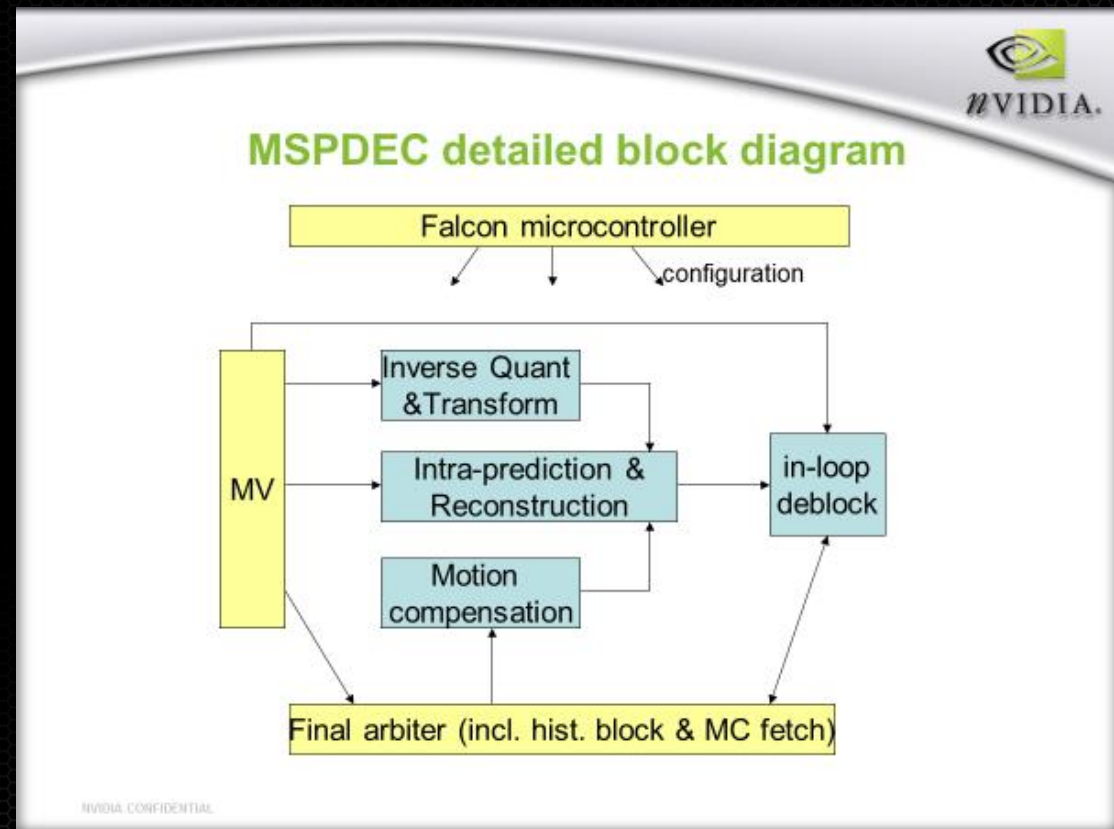 nVIDIA.
MSPDEC detailed block diagram
Falcon microcontroller
configuration
Inverse Quant
&Transform
MV
Intra-prediction &
Reconstruction
in-loop
deblock
Motion
compensation
Final arbiter (incl. hist. block & MC fetch)
NVIDIA CONFIDENTIAL